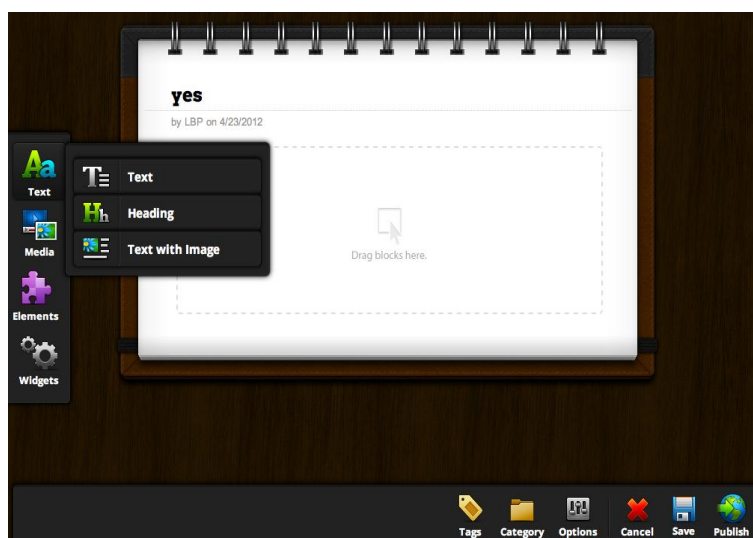 yes
by LBP on 4/23/2012
Aa
Text
Media
Elements
Widgets
T
Text
Hh
Heading
Text with Image
Drag blocks here.
Tags
Category
Options
Cancel
Save
Publish